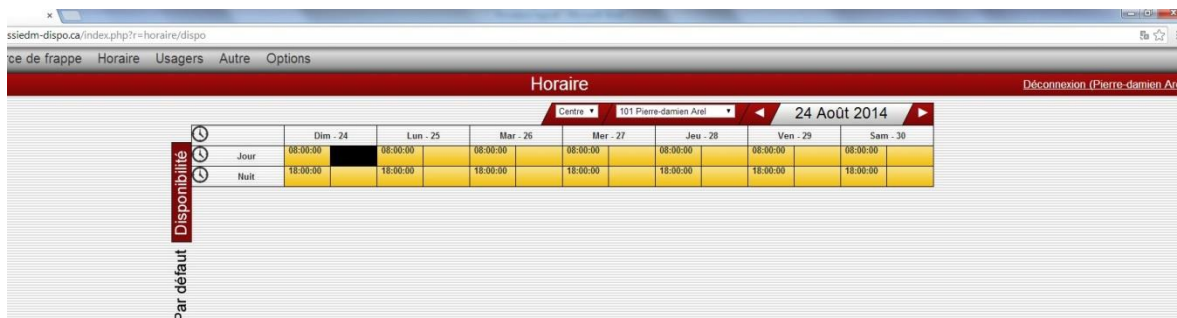 ssiedm-dispo.ca/index.php?r=horaire/dispo
ce de frappe Horaire Usagers Autre Options
Horaire
Déconnexion (Pierre-damien Are
Centre 101 Pierre-damien Arel 24 Août 2014
Dim - 24 Lun - 25 Mar - 26 Mer - 27 Jeu - 28 Ven - 29 Sam - 30
Jour 08:00:00 08:00:00 08:00:00 08:00:00 08:00:00 08:00:00 08:00:00
Nuit 18:00:00 18:00:00 18:00:00 18:00:00 18:00:00 18:00:00 18:00:00
Disponibilité
Par défaut